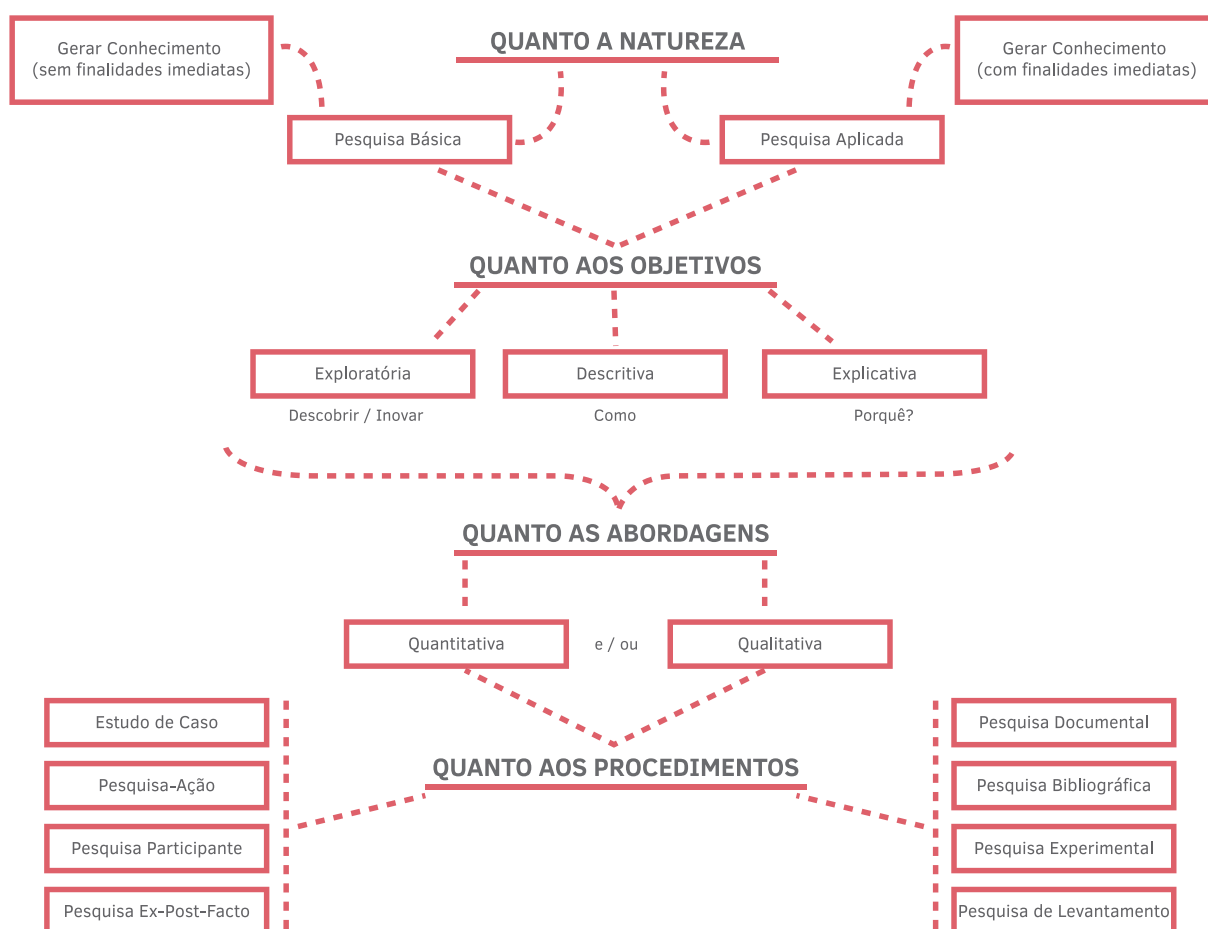 QUANTO A NATUREZA
Gerar Conhecimento
(sem finalidades imediatas)
Gerar Conhecimento
(com finalidades imediatas)
Pesquisa Básica
Pesquisa Aplicada
QUANTO AOS OBJETIVOS
Exploratória
Descritiva
Explicativa
Descobrir / Inovar
Como
Porquê?
QUANTO AS ABORDAGENS
Quantitativa
e / ou
Qualitativa
QUANTO AOS PROCEDIMENTOS
Estudo de Caso
Pesquisa-Ação
Pesquisa Participante
Pesquisa Ex-Post-Facto
Pesquisa Documental
Pesquisa Bibliográfica
Pesquisa Experimental
Pesquisa de Levantamento